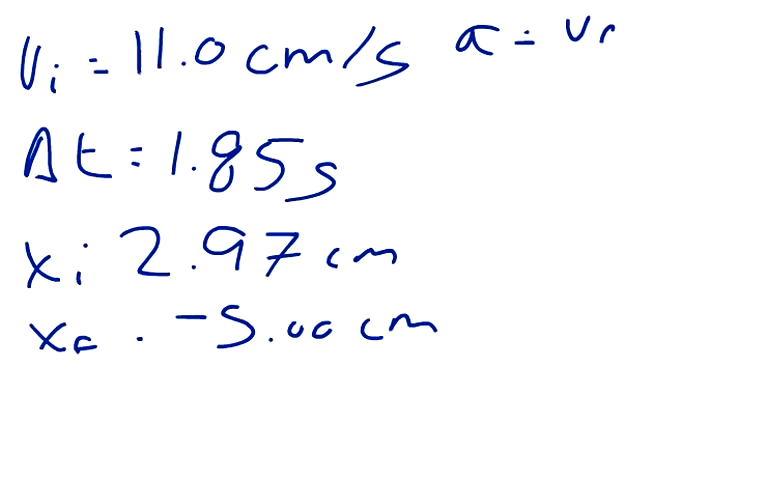 Vi = 11.0 cm/s a = vr
Δt = 1.85 s
xi 2.97 cm
xf . -5.00 cm